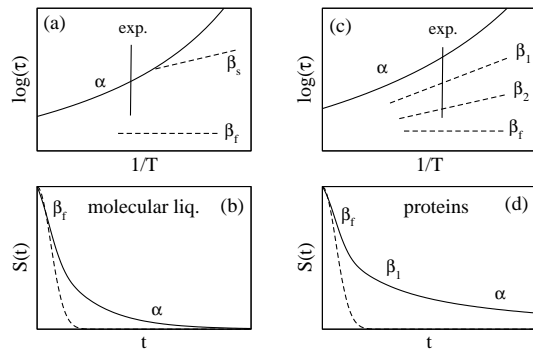 (a)
exp.
α
β_s
β_f
log(τ)
1/T
(c)
exp.
α
β_1
β_2
β_f
log(τ)
1/T
(b)
β_f
molecular liq.
α
S(t)
t
(d)
β_f
proteins
β_1
α
S(t)
t